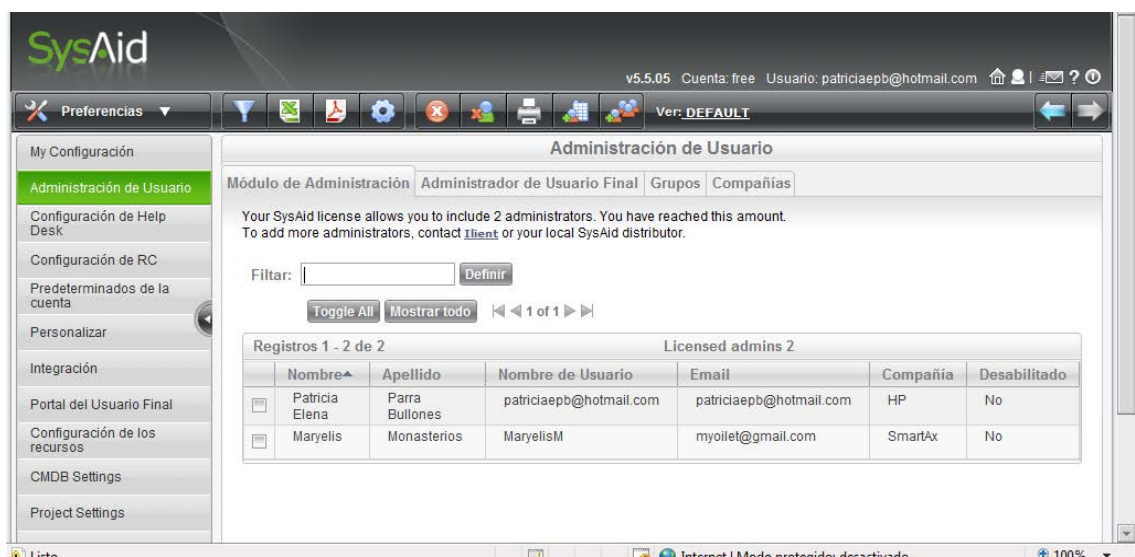 SysAid
v5.5.05 Cuenta: free Usuario: patriciaepb@hotmail.com
Preferencias
Ver: DEFAULT
My Configuración
Administración de Usuario
Configuración de Help
Desk
Configuración de RC
Predeterminados de la
cuenta
Personalizar
Integración
Portal del Usuario Final
Configuración de los
recursos
CMDB Settings
Project Settings
Administración de Usuario
Módulo de Administración Administrador de Usuario Final Grupos Compañías
Your SysAid license allows you to include 2 administrators. You have reached this amount.
To add more administrators, contact Ilient or your local SysAid distributor.
Filtar: Definir
Toggle All Mostrar todo 1 of 1
Registros 1 - 2 de 2 Licensed admins 2
Nombre Apellido Nombre de Usuario Email Compañía Desabilitado
Patricia Elena Parra Bullones patriciaepb@hotmail.com patriciaepb@hotmail.com HP No
Maryelis Monasterios MaryelisM myoilet@gmail.com SmartAx No
Listo Internet | Modo protegido: desactivado 100%